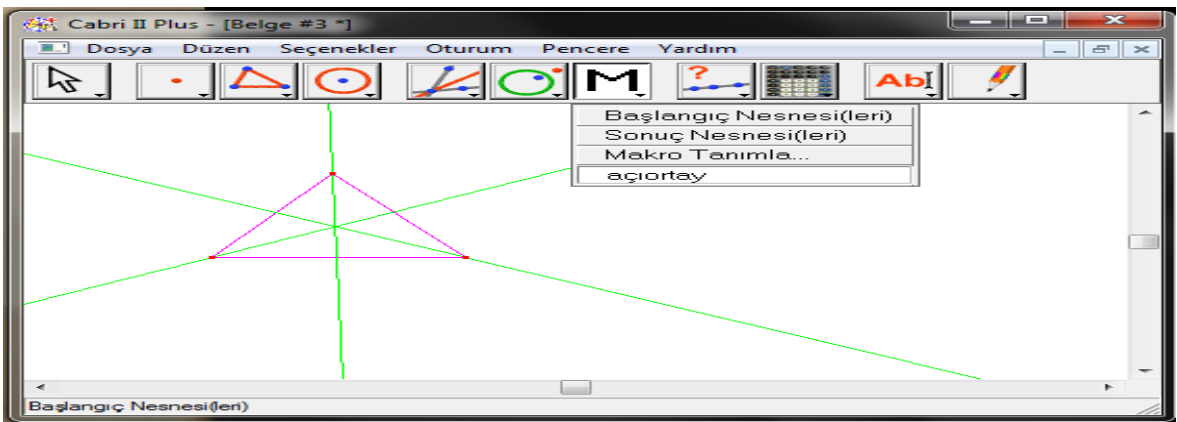 Cabri II Plus - [Belge #3 *]
Dosya Düzen Seçenekler Oturum Pencere Yardım
M ? Ab
Başlangıç Nesnesi(leri)
Sonuç Nesnesi(leri)
Makro Tanımla...
açıortay
Başlangıç Nesnesi(leri)